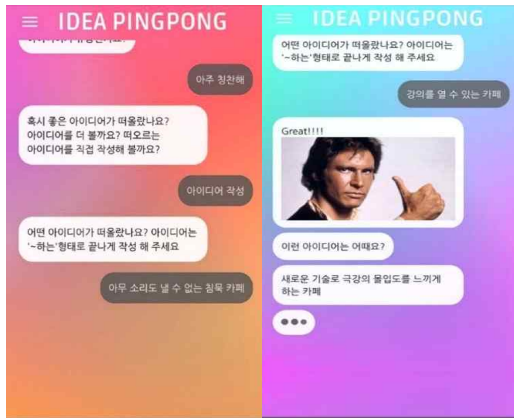 IDEA PINGPONG
아주 칭찬해
혹시 좋은 아이디어가 떠올랐나요?
아이디어를 더 볼까요? 떠오르는
아이디어를 직접 작성해 볼까요?
아이디어 작성
어떤 아이디어가 떠올랐나요? 아이디어는
'~하는'형태로 끝나게 작성 해 주세요
아무 소리도 낼 수 없는 침묵 카페
IDEA PINGPONG
어떤 아이디어가 떠올랐나요? 아이디어는
'~하는'형태로 끝나게 작성 해 주세요
강의를 열 수 있는 카페
Great!!!!
이런 아이디어는 어때요?
새로운 기술로 극강의 몰입도를 느끼게
하는 카페